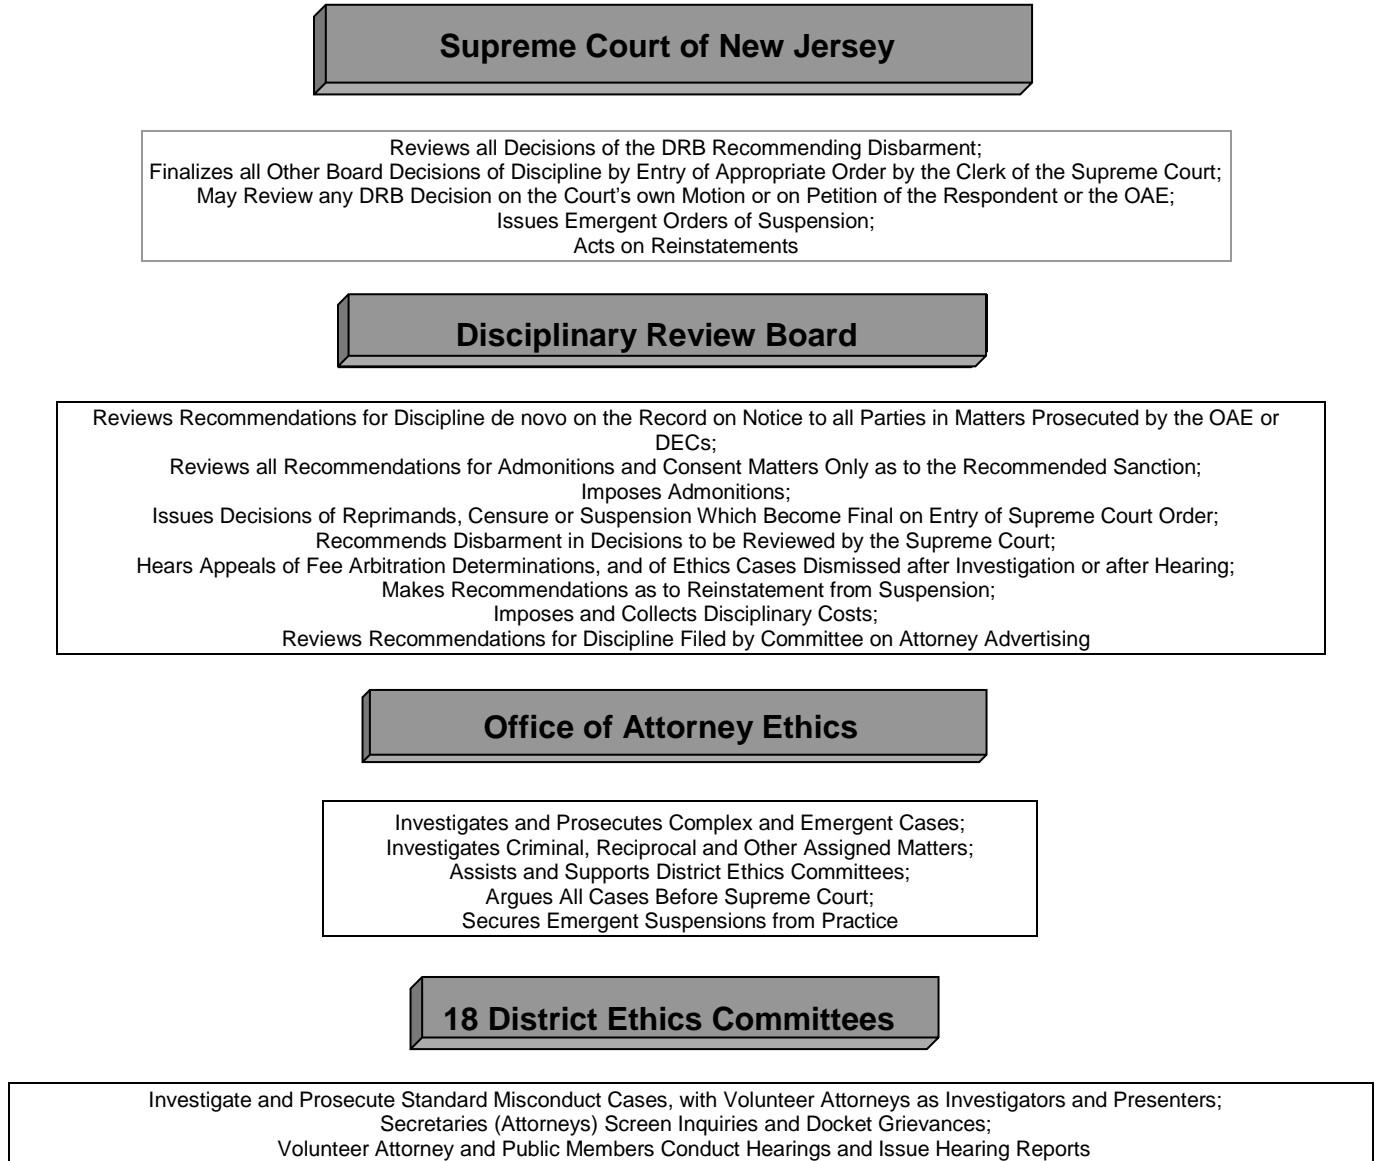 Supreme Court of New Jersey
Reviews all Decisions of the DRB Recommending Disbarment;
Finalizes all Other Board Decisions of Discipline by Entry of Appropriate Order by the Clerk of the Supreme Court;
May Review any DRB Decision on the Court’s own Motion or on Petition of the Respondent or the OAE;
Issues Emergent Orders of Suspension;
Acts on Reinstatements
Disciplinary Review Board
Reviews Recommendations for Discipline de novo on the Record on Notice to all Parties in Matters Prosecuted by the OAE or
DECs;
Reviews all Recommendations for Admonitions and Consent Matters Only as to the Recommended Sanction;
Imposes Admonitions;
Issues Decisions of Reprimands, Censure or Suspension Which Become Final on Entry of Supreme Court Order;
Recommends Disbarment in Decisions to be Reviewed by the Supreme Court;
Hears Appeals of Fee Arbitration Determinations, and of Ethics Cases Dismissed after Investigation or after Hearing;
Makes Recommendations as to Reinstatement from Suspension;
Imposes and Collects Disciplinary Costs;
Reviews Recommendations for Discipline Filed by Committee on Attorney Advertising
Office of Attorney Ethics
Investigates and Prosecutes Complex and Emergent Cases;
Investigates Criminal, Reciprocal and Other Assigned Matters;
Assists and Supports District Ethics Committees;
Argues All Cases Before Supreme Court;
Secures Emergent Suspensions from Practice
18 District Ethics Committees
Investigate and Prosecute Standard Misconduct Cases, with Volunteer Attorneys as Investigators and Presenters;
Secretaries (Attorneys) Screen Inquiries and Docket Grievances;
Volunteer Attorney and Public Members Conduct Hearings and Issue Hearing Reports